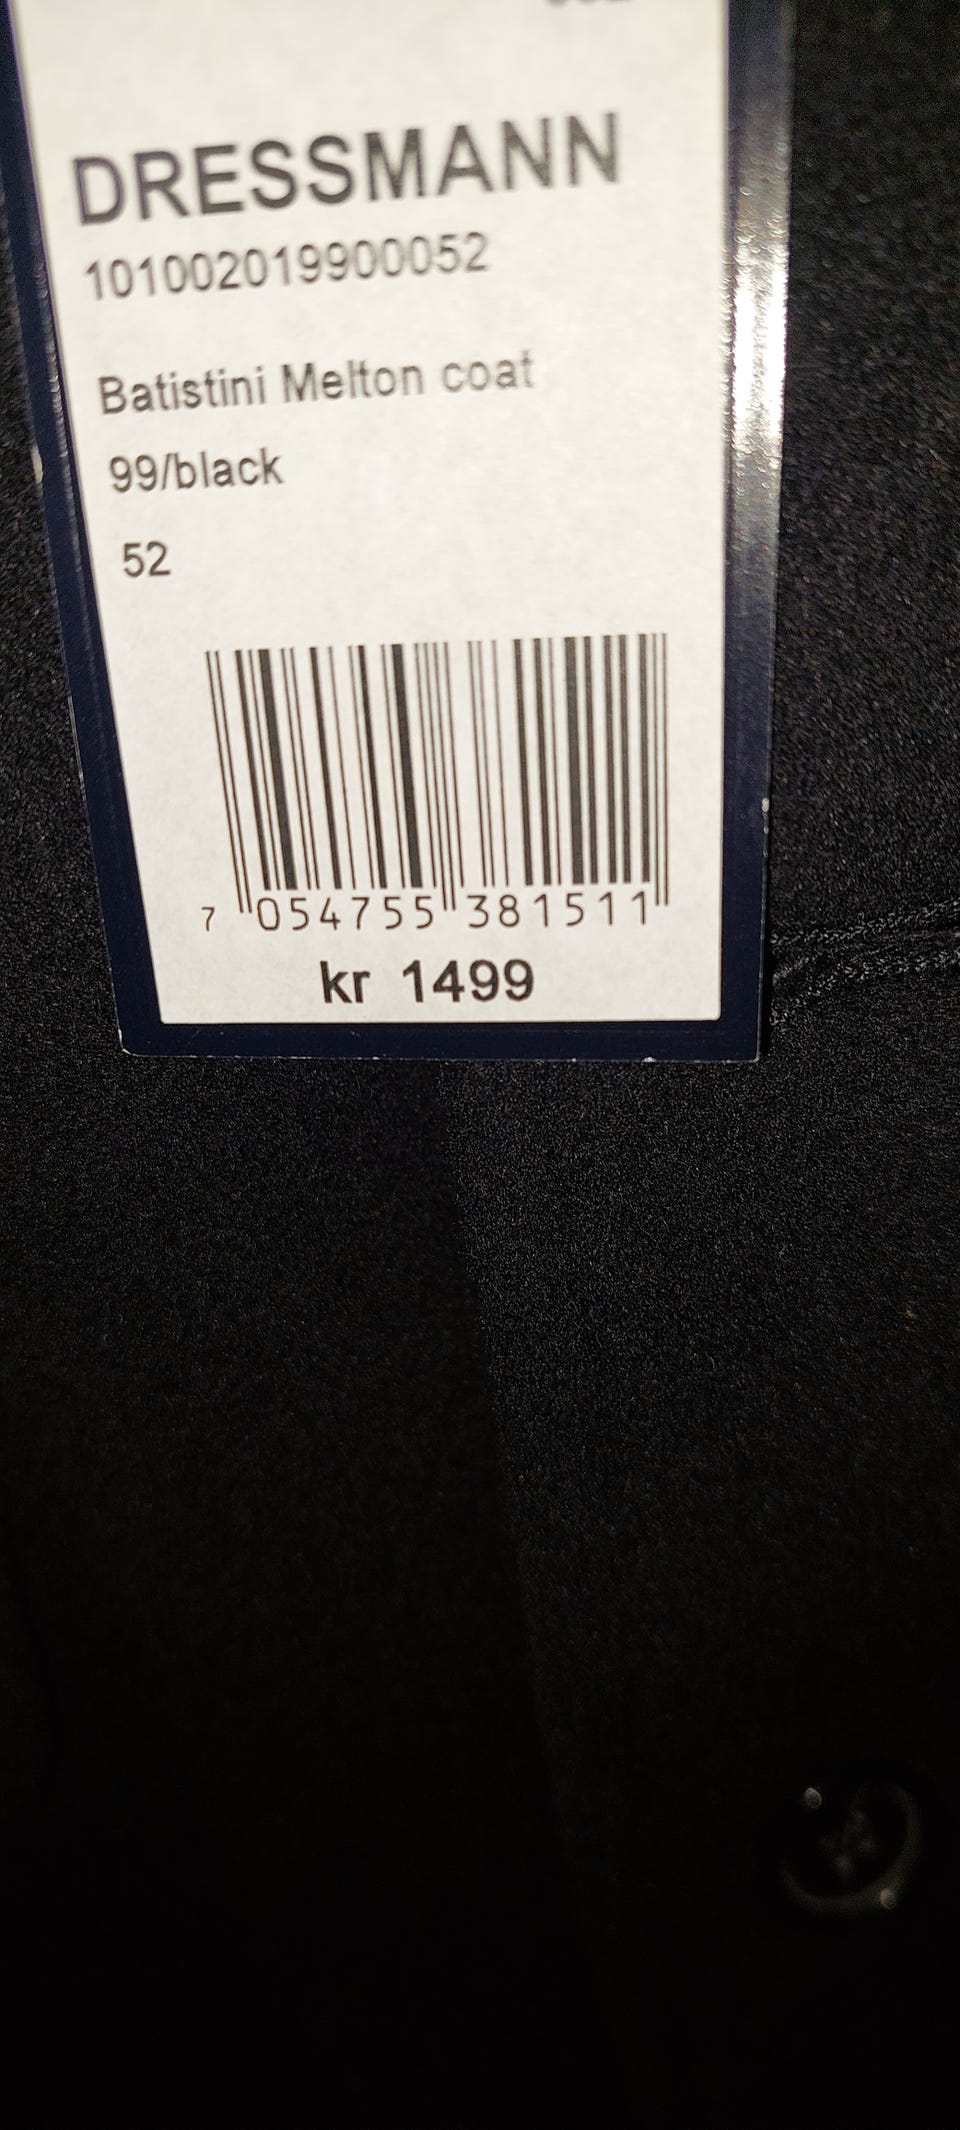 DRESSMANN
101002019900052
Batistini Melton coat
99/black
52
7 054755 381511
kr 1499